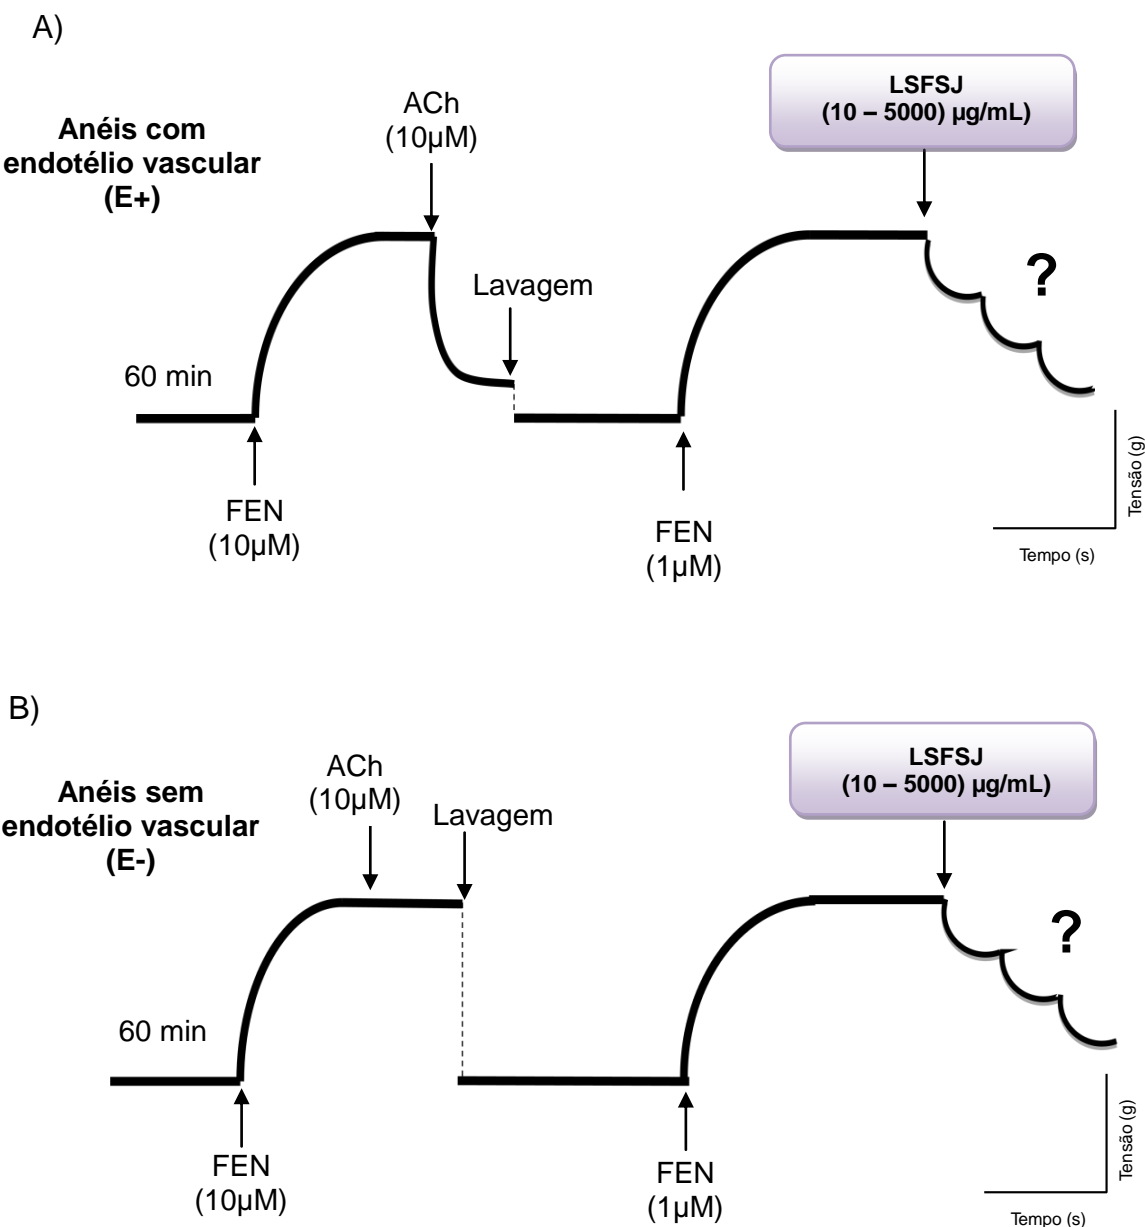 A)
Anéis com
endotélio vascular
(E+)
ACh
(10µM)
LSFSJ
(10 – 5000) µg/mL)
?
Lavagem
60 min
FEN
(10µM)
FEN
(1µM)
Tensão (g)
Tempo (s)
B)
Anéis sem
endotélio vascular
(E-)
ACh
(10µM)
Lavagem
LSFSJ
(10 – 5000) µg/mL)
?
60 min
FEN
(10µM)
FEN
(1µM)
Tensão (g)
Tempo (s)